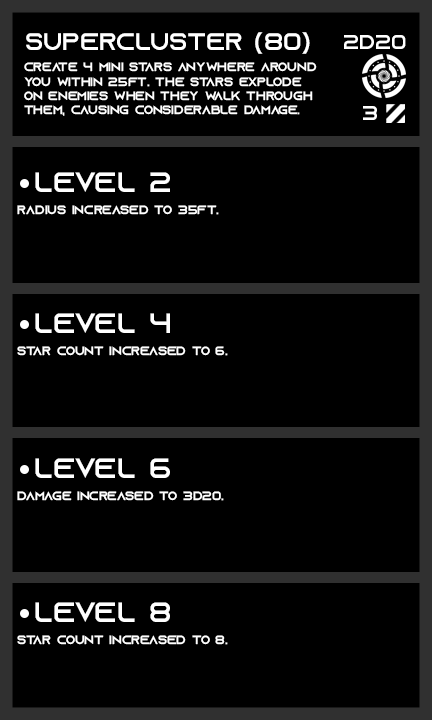 SUPERCLUSTER (80)
2D20
CREATE 4 MINI STARS ANYWHERE AROUND
YOU WITHIN 25FT. THE STARS EXPLODE
ON ENEMIES WHEN THEY WALK THROUGH
THEM, CAUSING CONSIDERABLE DAMAGE.
3
•LEVEL 2
RADIUS INCREASED TO 35FT.
•LEVEL 4
STAR COUNT INCREASED TO 6.
•LEVEL 6
DAMAGE INCREASED TO 3D20.
•LEVEL 8
STAR COUNT INCREASED TO 8.